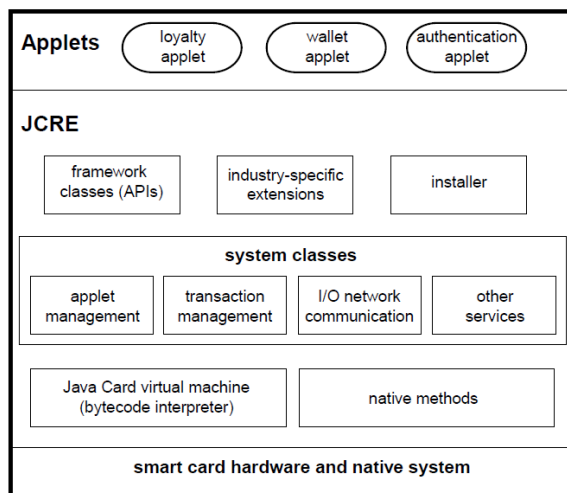 Applets
loyalty
applet
wallet
applet
authentication
applet
JCRE
framework
classes (APIs)
industry-specific
extensions
installer
system classes
applet
management
transaction
management
I/O network
communication
other
services
Java Card virtual machine
(bytecode interpreter)
native methods
smart card hardware and native system